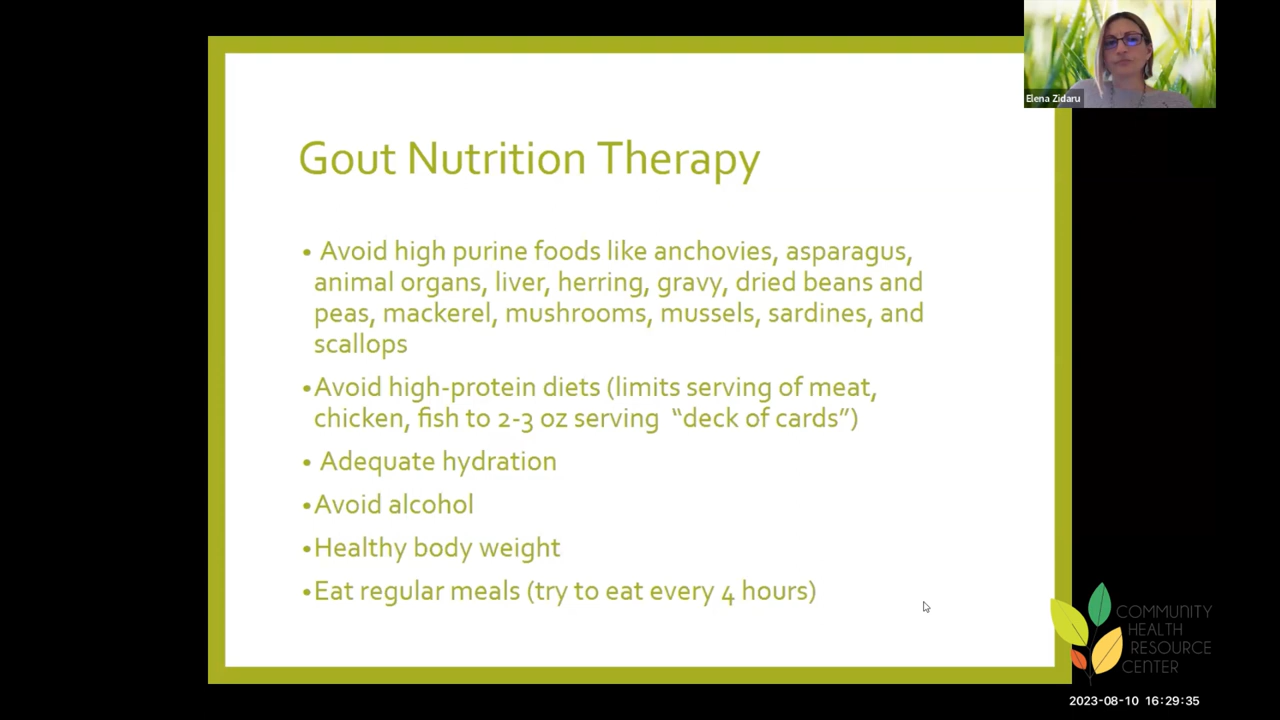 Elena Zidaru
Gout Nutrition Therapy
• Avoid high purine foods like anchovies, asparagus,
animal organs, liver, herring, gravy, dried beans and
peas, mackerel, mushrooms, mussels, sardines, and
scallops
•Avoid high-protein diets (limits serving of meat,
chicken, fish to 2-3 oz serving “deck of cards”)
• Adequate hydration
•Avoid alcohol
•Healthy body weight
•Eat regular meals (try to eat every 4 hours)
COMMUNITY
HEALTH
RESOURCE
CENTER
2023-08-10 16:29:35